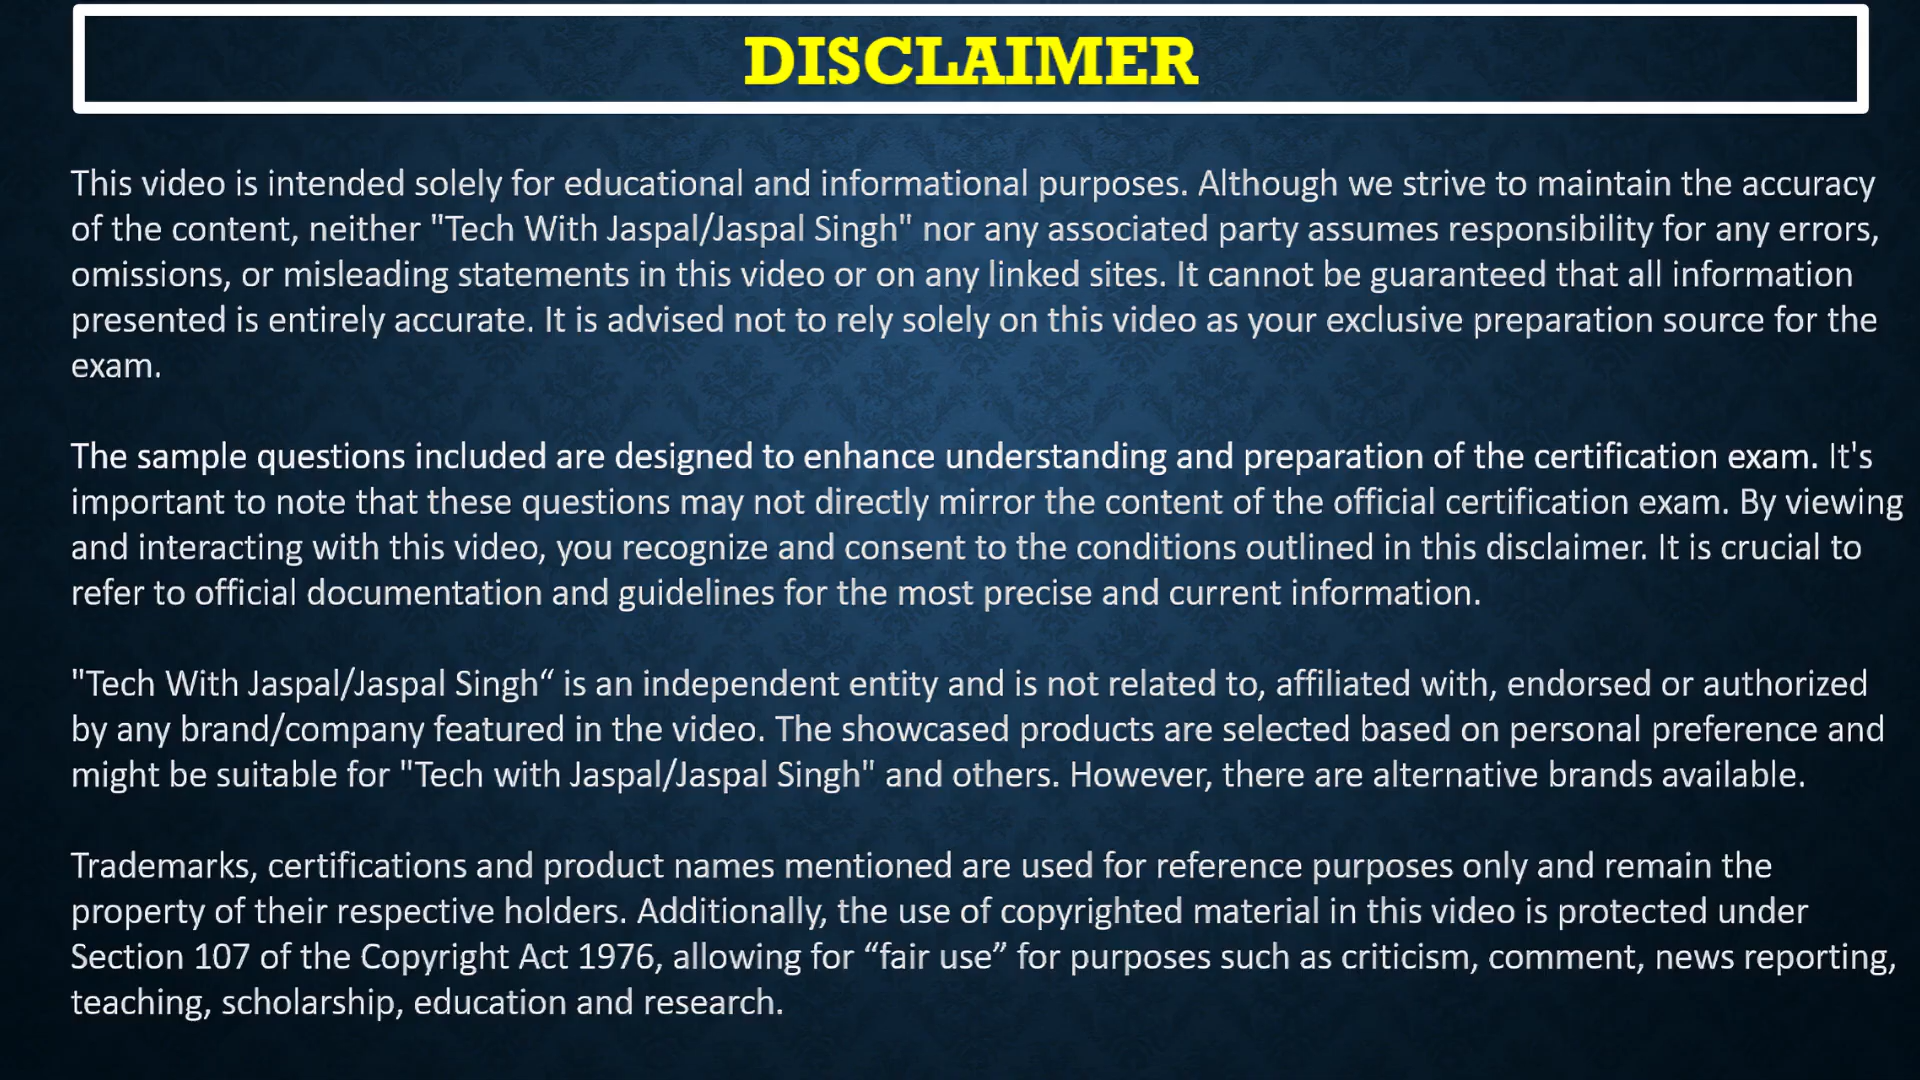 DISCLAIMER
This video is intended solely for educational and informational purposes. Although we strive to maintain the accuracy
of the content, neither "Tech With Jaspal/Jaspal Singh" nor any associated party assumes responsibility for any errors,
omissions, or misleading statements in this video or on any linked sites. It cannot be guaranteed that all information
presented is entirely accurate. It is advised not to rely solely on this video as your exclusive preparation source for the
exam.
The sample questions included are designed to enhance understanding and preparation of the certification exam. It's
important to note that these questions may not directly mirror the content of the official certification exam. By viewing
and interacting with this video, you recognize and consent to the conditions outlined in this disclaimer. It is crucial to
refer to official documentation and guidelines for the most precise and current information.
"Tech With Jaspal/Jaspal Singh“ is an independent entity and is not related to, affiliated with, endorsed or authorized
by any brand/company featured in the video. The showcased products are selected based on personal preference and
might be suitable for "Tech with Jaspal/Jaspal Singh" and others. However, there are alternative brands available.
Trademarks, certifications and product names mentioned are used for reference purposes only and remain the
property of their respective holders. Additionally, the use of copyrighted material in this video is protected under
Section 107 of the Copyright Act 1976, allowing for “fair use” for purposes such as criticism, comment, news reporting,
teaching, scholarship, education and research.